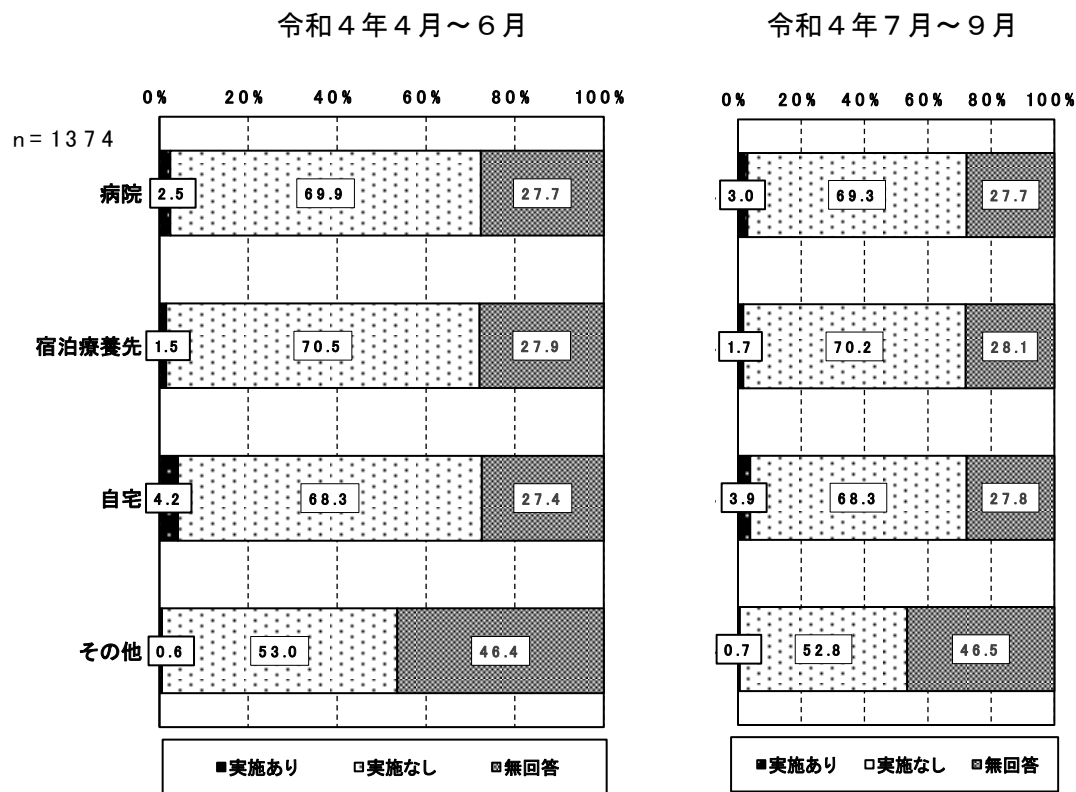 令和４年４月～６月
令和４年７月～９月
0% 20% 40% 60% 80% 100%
0% 20% 40% 60% 80% 100%
n=1374
病院 2.5 69.9 27.7
3.0 69.3 27.7
宿泊療養先 1.5 70.5 27.9
1.7 70.2 28.1
自宅 4.2 68.3 27.4
3.9 68.3 27.8
その他 0.6 53.0 46.4
0.7 52.8 46.5
実施あり 実施なし 無回答
実施あり 実施なし 無回答